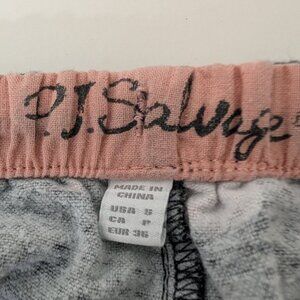 P.J. Salvage
MADE IN
CHINA
USA S
CA P
EUR 36